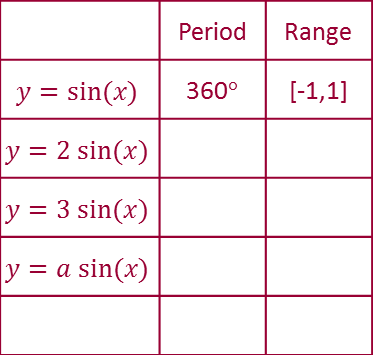 Period Range
y = sin(x) 360° [-1,1]
y = 2 sin(x)
y = 3 sin(x)
y = a sin(x)